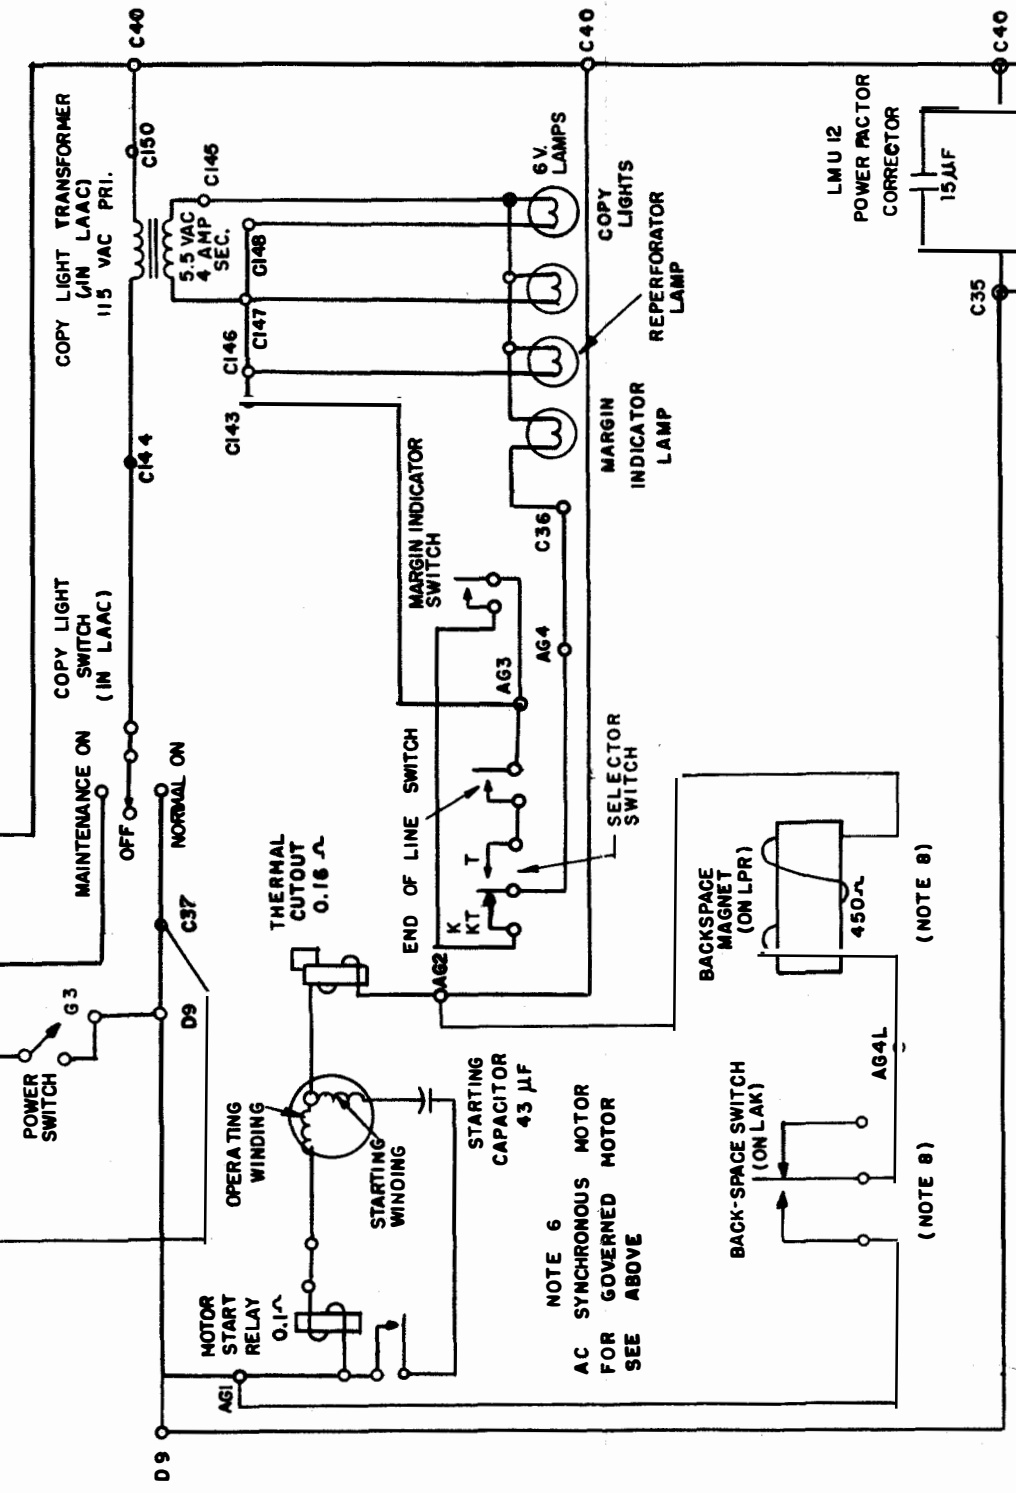 POWER
SWITCH
G3
MAINTENANCE ON
OFF
NORMAL ON
COPY LIGHT
SWITCH
(IN LAAC)
COPY LIGHT TRANSFORMER
(IN LAAC)
115 VAC PRI.
C40
D9
D9
C37
C144
C150
5.5 VAC
4 AMP
SEC.
C145
MOTOR
START
RELAY
0.1Ω
AG1
OPERATING
WINDING
THERMAL
CUTOUT
0.16 Ω
C143
C146
C147
C148
STARTING
WINDING
END OF LINE SWITCH
MARGIN INDICATOR
SWITCH
AG2
K
KT
T
AG3
STARTING
CAPACITOR
43 µF
AG4
C36
6 V.
LAMPS
C40
NOTE 6
AC SYNCHRONOUS MOTOR
FOR GOVERNED MOTOR
SEE ABOVE
SELECTOR
SWITCH
MARGIN
INDICATOR
LAMP
REPERFORATOR
LAMP
COPY
LIGHTS
BACK-SPACE SWITCH
(ON LAK)
BACKSPACE
MAGNET
(ON LPR)
450Ω
AG4L
(NOTE 8)
(NOTE 8)
LMU 12
POWER PACTOR
CORRECTOR
15µF
C35
C40